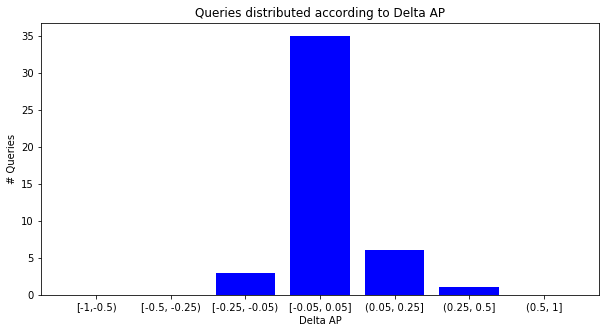 Queries distributed according to Delta AP
# Queries
35
30
25
20
15
10
5
0
[-1,-0.5) [-0.5, -0.25) [-0.25, -0.05) [-0.05, 0.05] (0.05, 0.25] (0.25, 0.5] (0.5, 1]
Delta AP